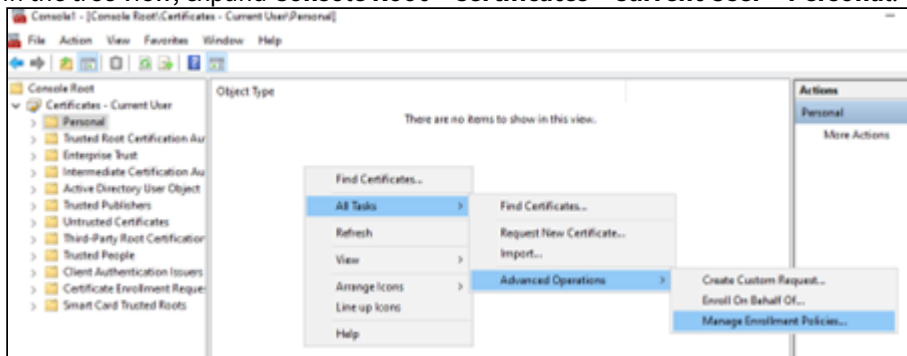 Console1 - [Console Root\Certificates - Current User\Personal]
File Action View Favorites Window Help
Console Root
Certificates - Current User
Personal
Trusted Root Certification Au
Enterprise Trust
Intermediate Certification Au
Active Directory User Object
Trusted Publishers
Untrusted Certificates
Third-Party Root Certification
Trusted People
Client Authentication Issuers
Certificate Enrollment Reque
Smart Card Trusted Roots
Object Type
There are no items to show in this view.
Find Certificates...
All Tasks
Refresh
View
Arrange Icons
Line up Icons
Help
Find Certificates...
Request New Certificate...
Import...
Advanced Operations
Create Custom Request...
Enroll On Behalf Of...
Manage Enrollment Policies...
Actions
Personal
More Actions